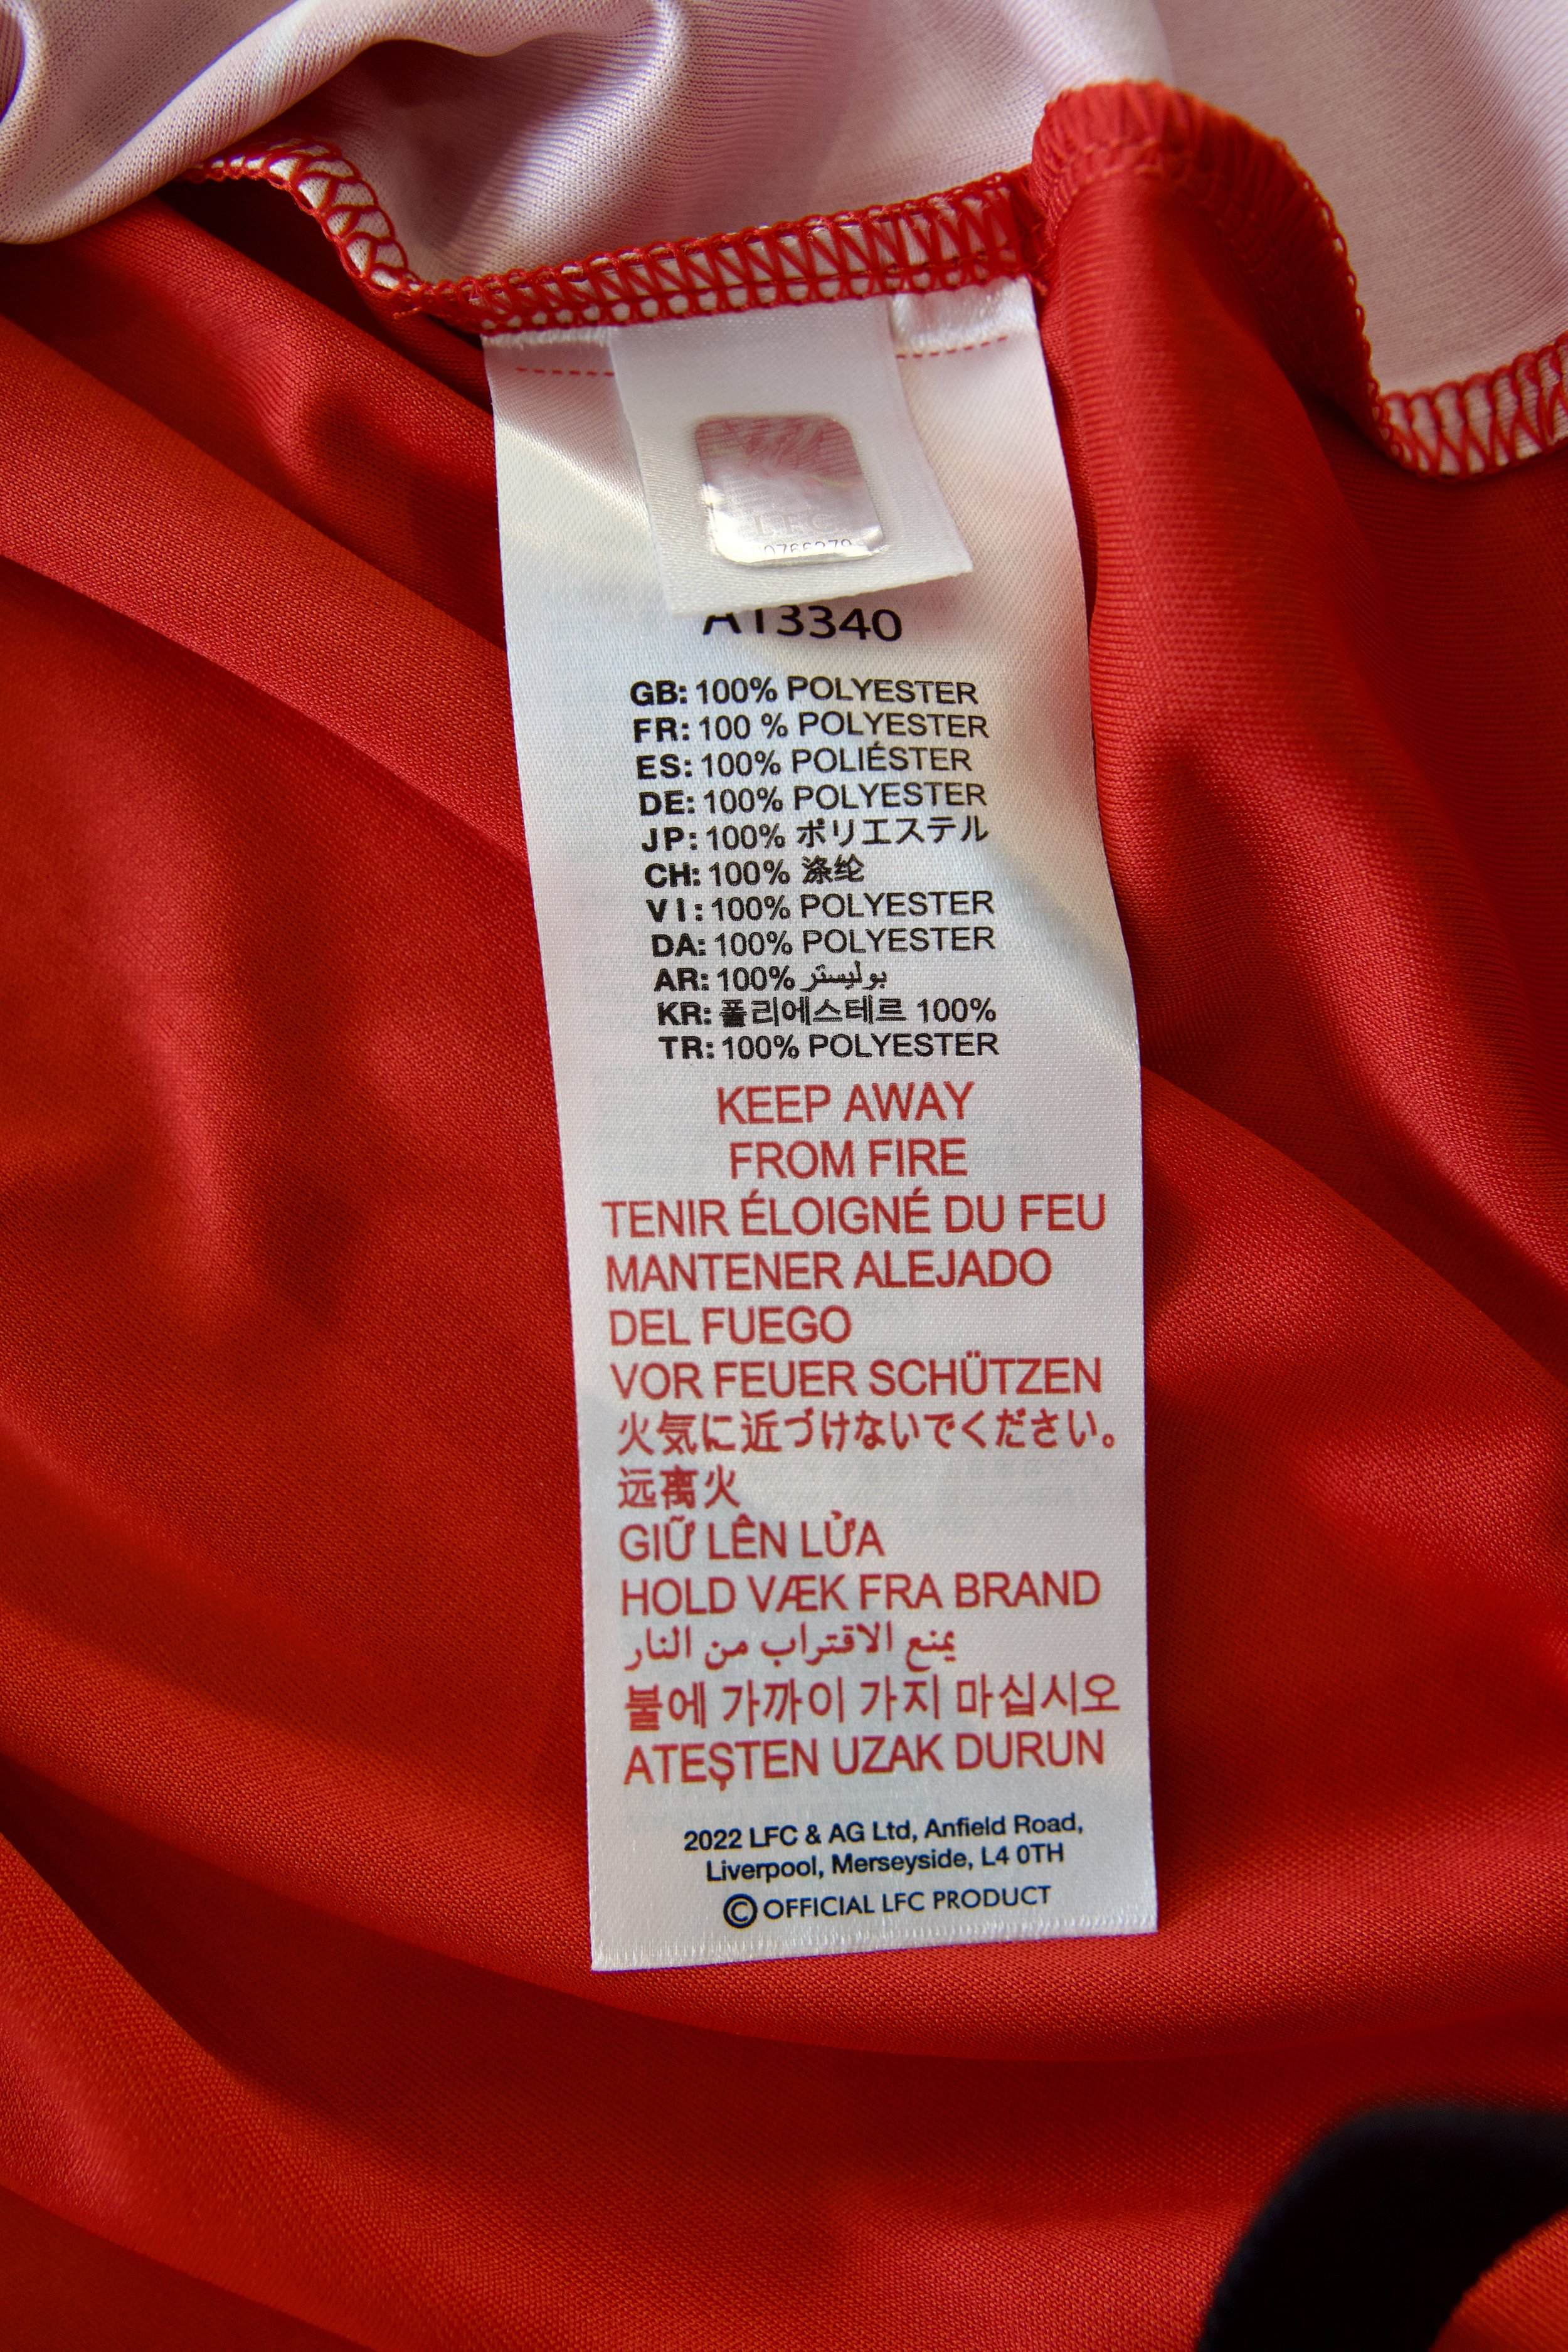 LFC
A13340
GB: 100% POLYESTER
FR: 100 % POLYESTER
ES: 100% POLIÉSTER
DE: 100% POLYESTER
JP: 100% ポリエステル
CH: 100% 涤纶
VI: 100% POLYESTER
DA: 100% POLYESTER
AR: 100% بوليستر
KR: 폴리에스테르 100%
TR: 100% POLYESTER
KEEP AWAY
FROM FIRE
TENIR ÉLOIGNÉ DU FEU
MANTENER ALEJADO
DEL FUEGO
VOR FEUER SCHÜTZEN
火気に近づけないでください。
远离火
GIỮ LÊN LỬA
HOLD VÆK FRA BRAND
يمنع الاقتراب من النار
불에 가까이 가지 마십시오
ATEŞTEN UZAK DURUN
2022 LFC & AG Ltd, Anfield Road,
Liverpool, Merseyside, L4 0TH
© OFFICIAL LFC PRODUCT